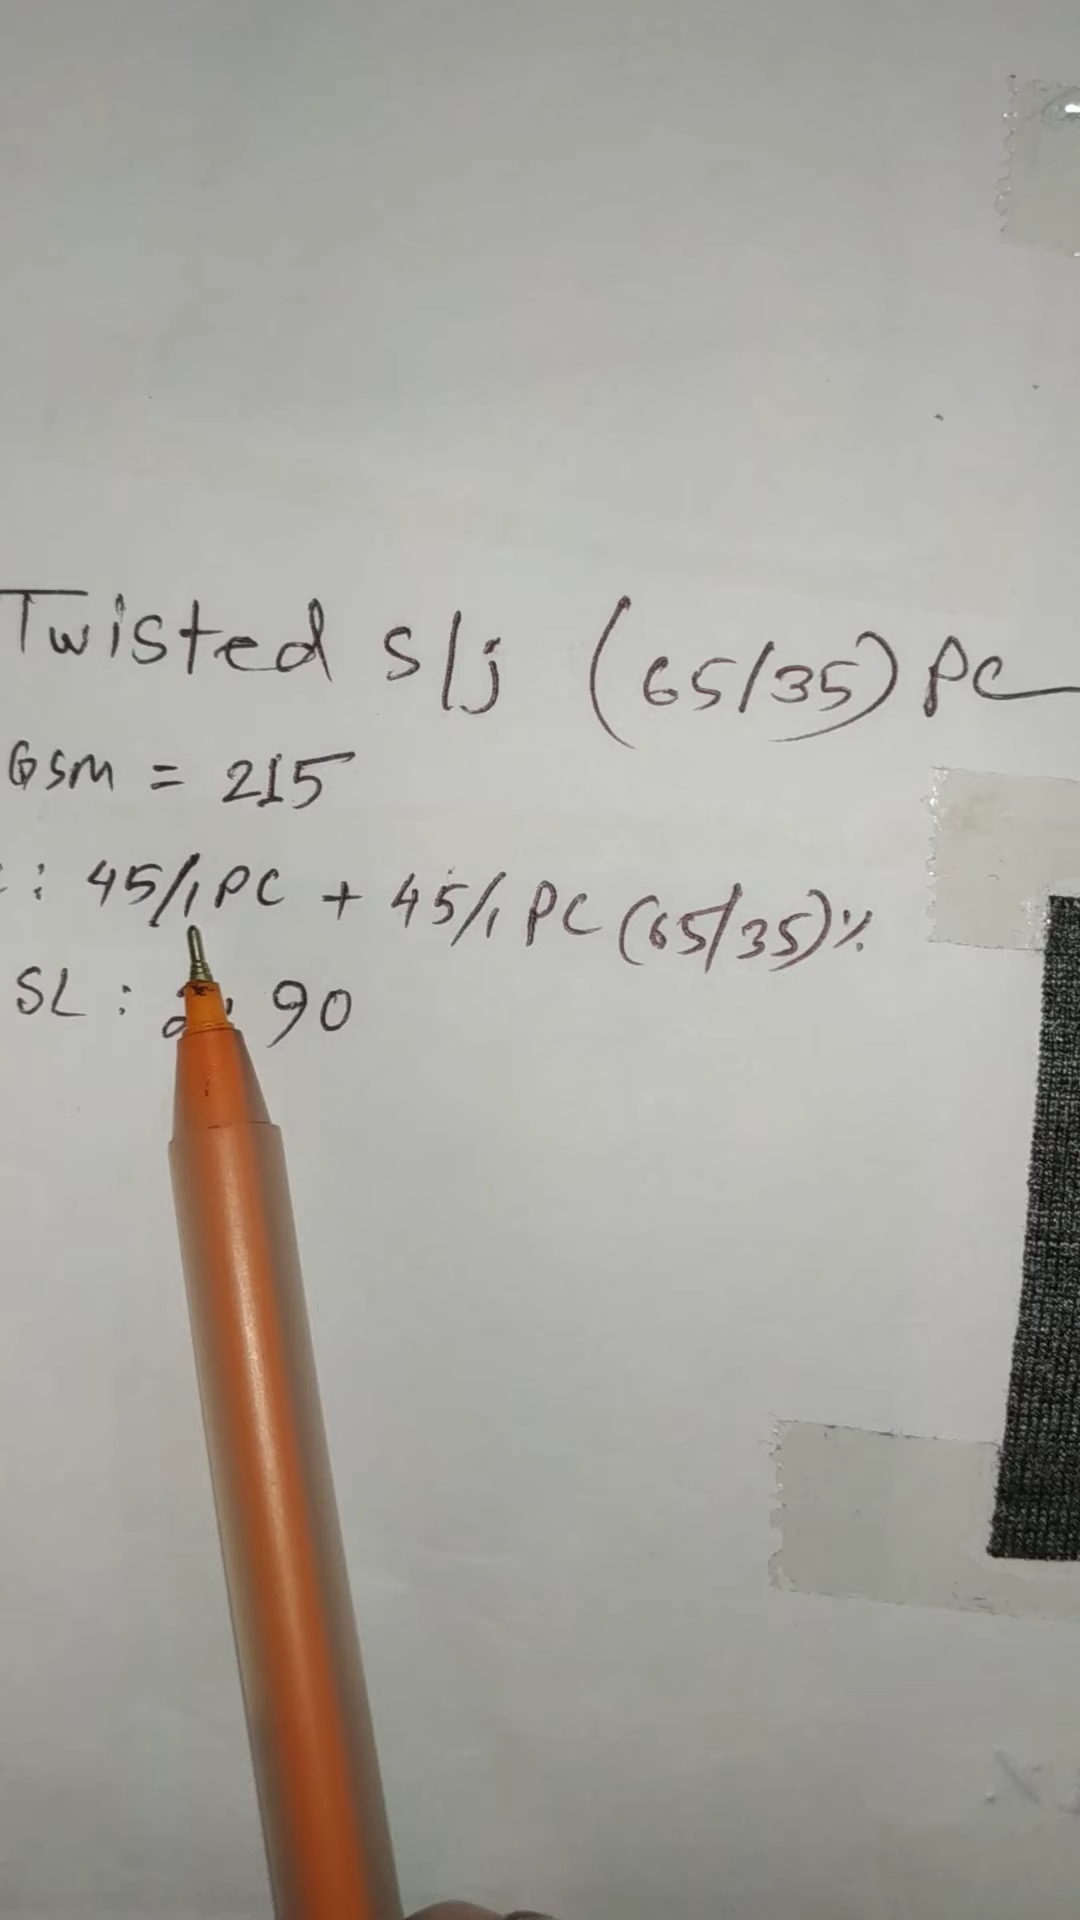 Twisted s/j (65/35) PC
GSM = 215
: 45/1 PC + 45/1 PC (65/35)%
SL : 90